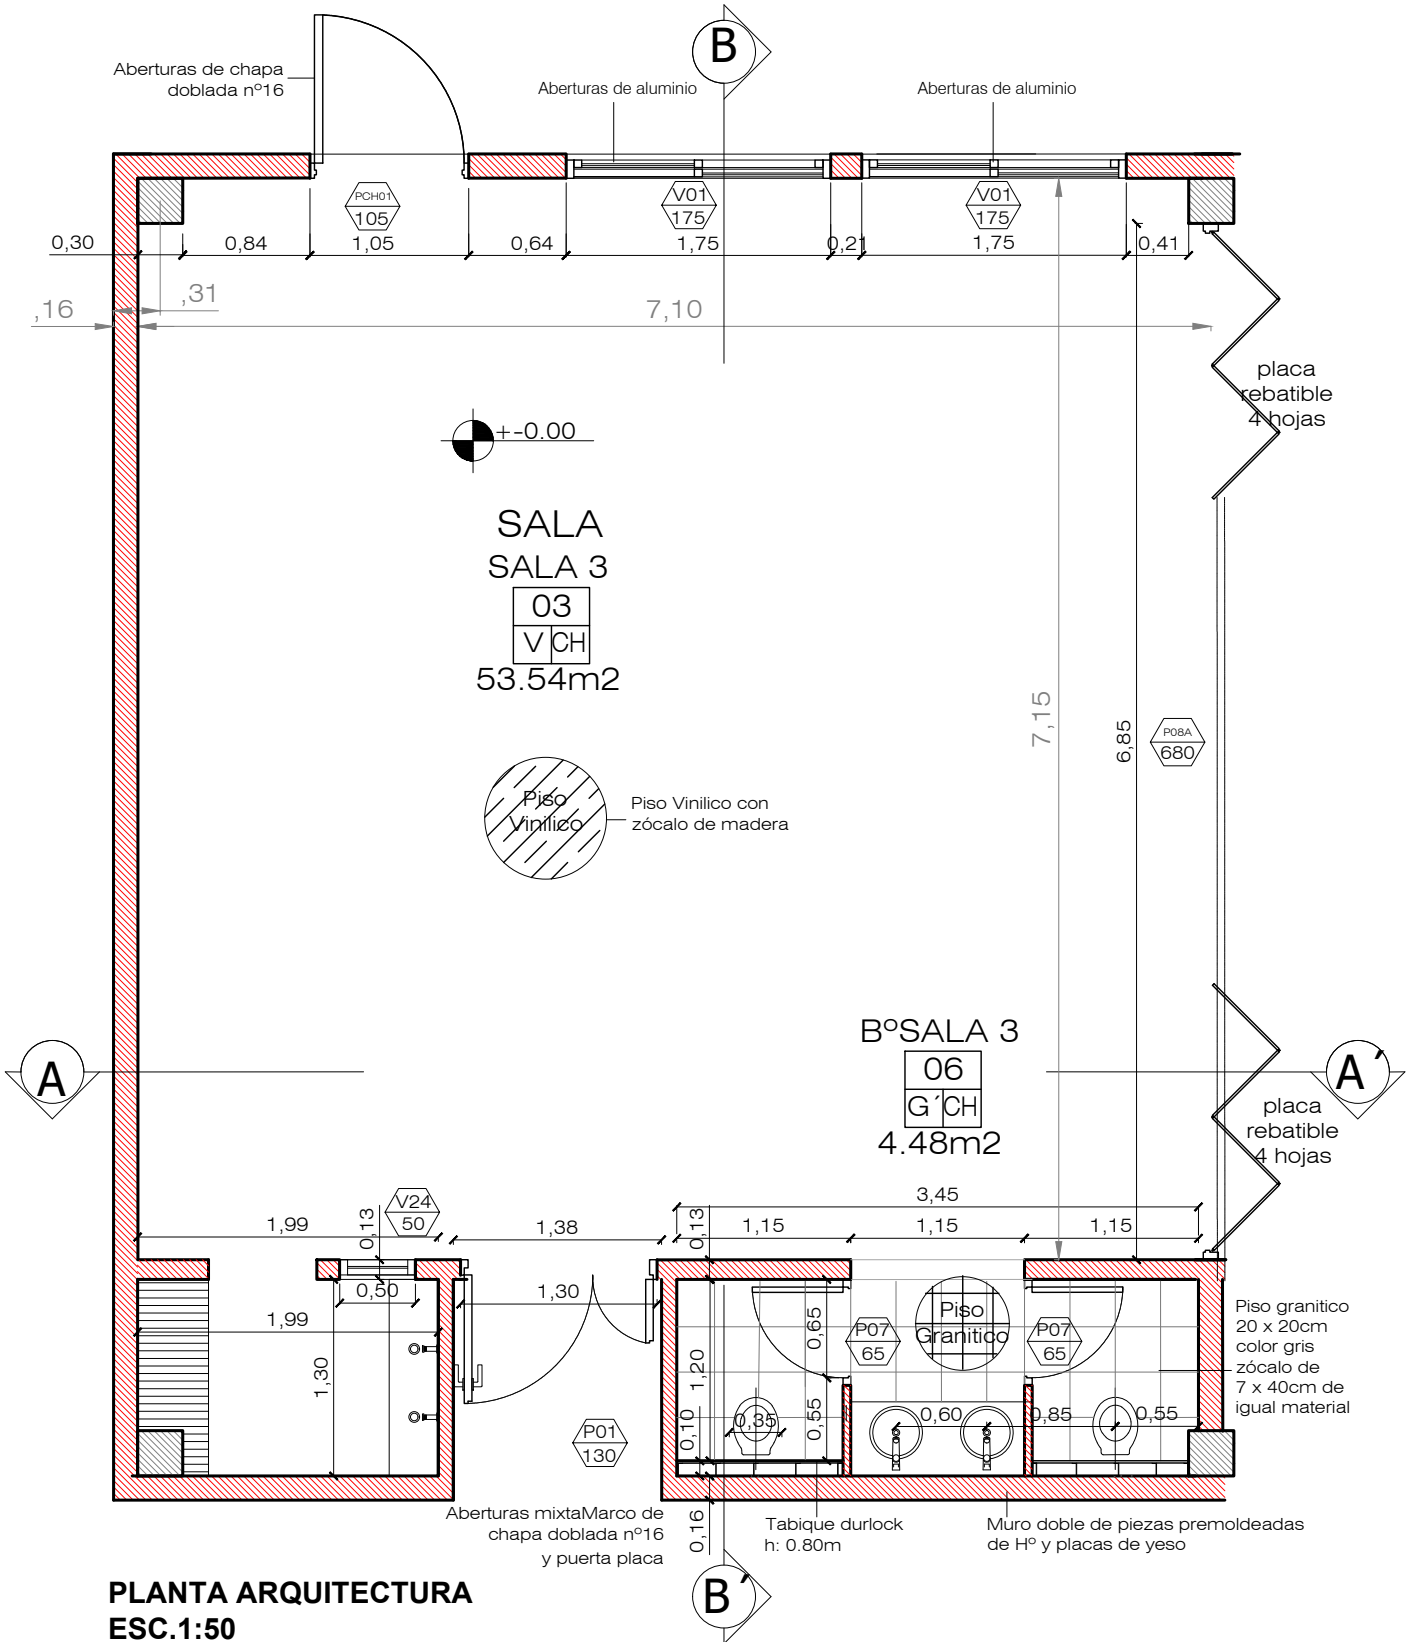 B
Aberturas de chapa
doblada nº16
Aberturas de aluminio
Aberturas de aluminio
PCH01
105
V01
175
V01
175
0,30
0,84
1,05
0,64
1,75
0,21
1,75
0,41
,16
,31
7,10
placa
rebatible
4 hojas
+-0.00
SALA
SALA 3
03
V CH
53.54m2
7,15
6,85
P08A
680
Piso
Vinilico
Piso Vinilico con
zócalo de madera
BºSALA 3
06
G´ CH
4.48m2
A
A´
placa
rebatible
4 hojas
V24
50
1,99
0,13
1,38
3,45
0,13
1,15
1,15
1,15
0,50
1,30
1,99
1,30
Piso
Granitico
0,65
P07
65
P07
65
1,20
0,55
0,10
0,35
0,60
0,85
0,55
P01
130
Piso granitico
20 x 20cm
color gris
zócalo de
7 x 40cm de
igual material
Aberturas mixtaMarco de
chapa doblada nº16
y puerta placa
0,16
Tabique durlock
h: 0.80m
Muro doble de piezas premoldeadas
de Hº y placas de yeso
B´
PLANTA ARQUITECTURA
ESC.1:50